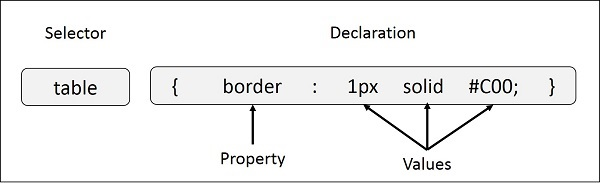 Selector Declaration
table { border : 1px solid #C00; }
Property Values